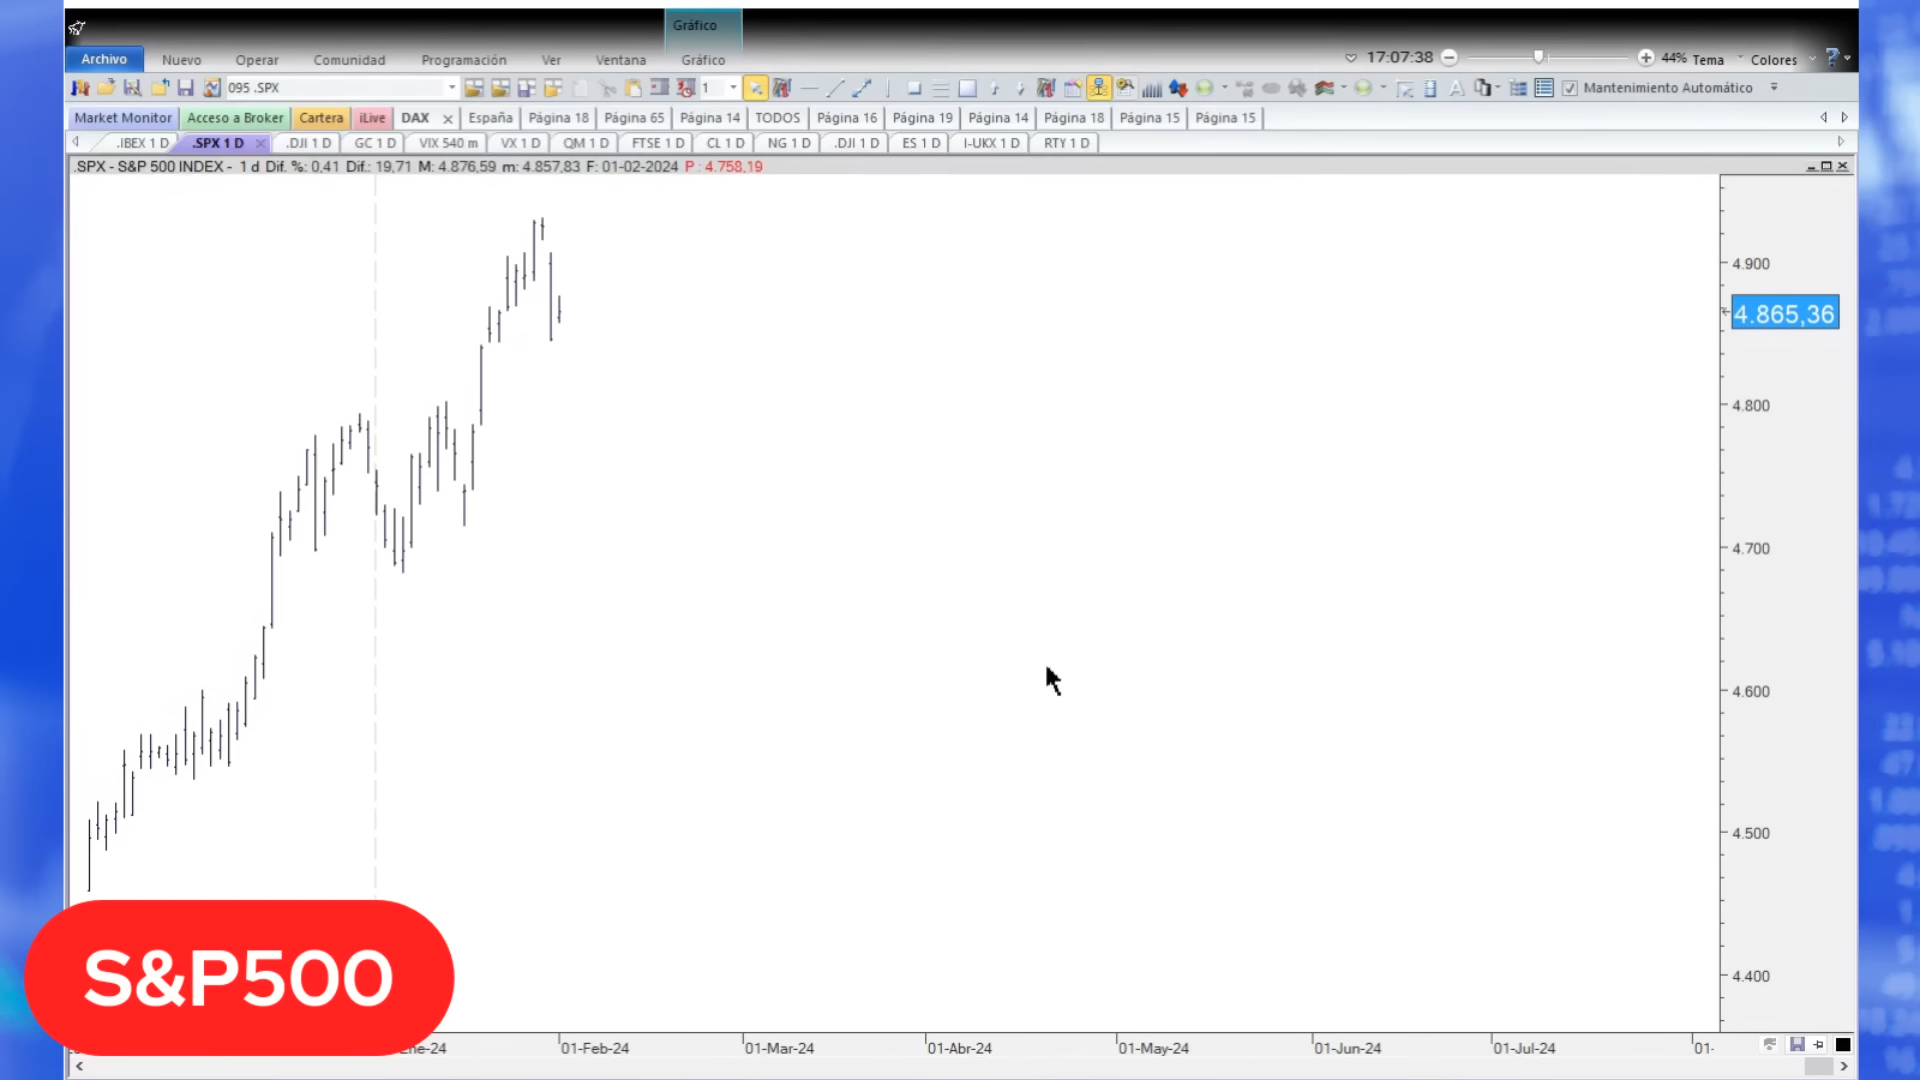 Gráfico
Archivo Nuevo Operar Comunidad Programación Ver Ventana Gráfico 17:07:38 44% Tema Colores
095 .SPX 1 A Mantenimiento Automático
Market Monitor Acceso a Broker Cartera iLive DAX x España Página 18 Página 65 Página 14 TODOS Página 16 Página 19 Página 14 Página 18 Página 15 Página 15
.IBEX 1 D .SPX 1 D .DJI 1 D GC 1 D VIX 540 m VX 1 D QM 1 D FTSE 1 D CL 1 D NG 1 D .DJI 1 D ES 1 D I-UKX 1 D RTY 1 D
.SPX - S&P 500 INDEX - 1 d Dif. %: 0,41 Dif.: 19,71 M: 4.876,59 m: 4.857,83 F: 01-02-2024 P : 4.758,19
4.900
4.865,36
4.800
4.700
4.600
4.500
4.400
S&P500
ne-24 01-Feb-24 01-Mar-24 01-Abr-24 01-May-24 01-Jun-24 01-Jul-24 01-